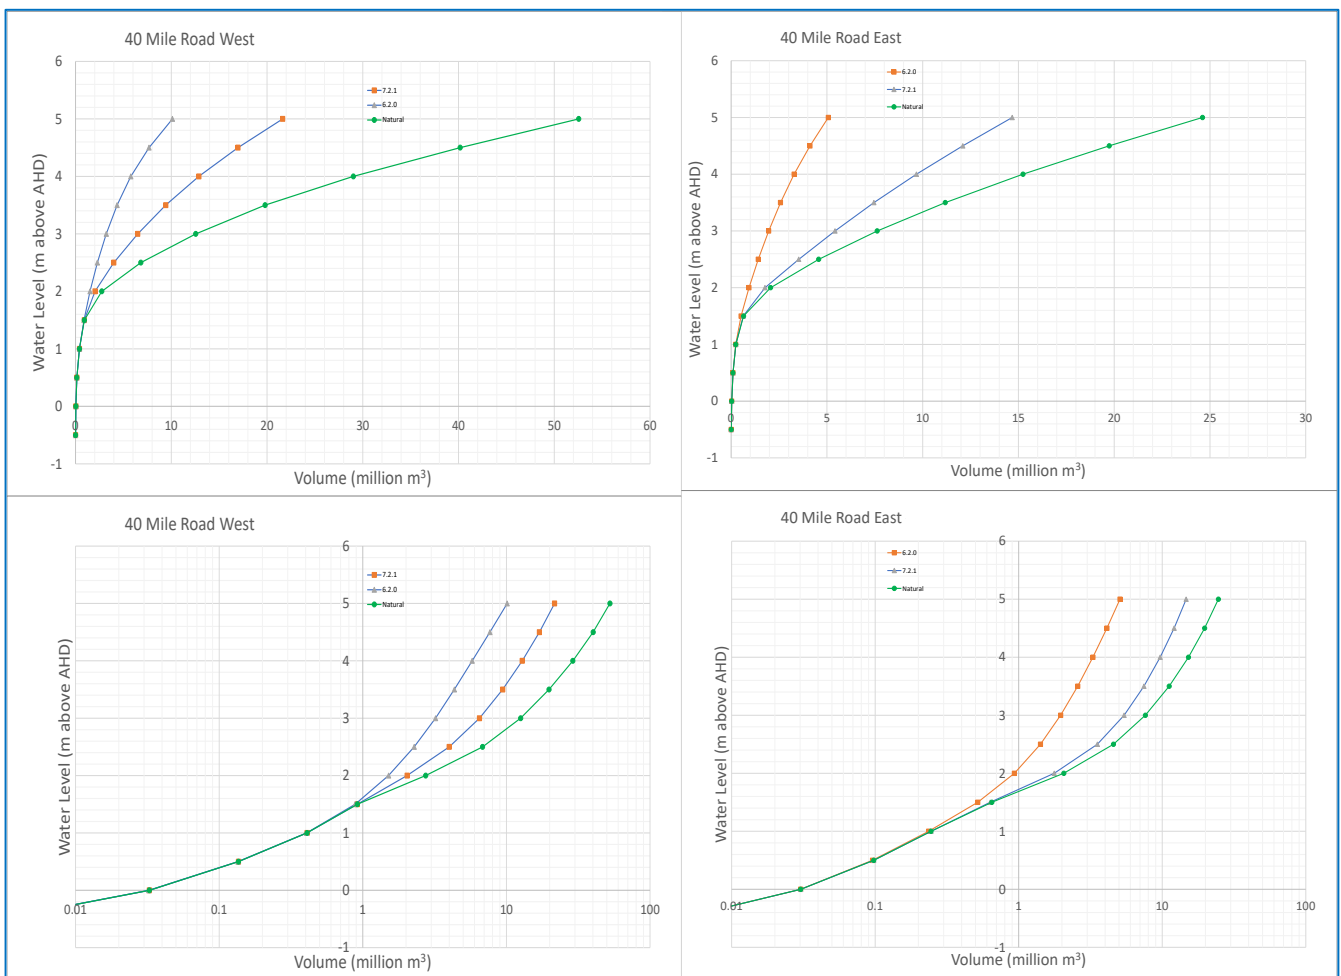 40 Mile Road West
6
5
4
3
2
1
0
-1
0 10 20 30 40 50 60
Water Level (m above AHD)
Volume (million m³)
7.2.1
6.2.0
Natural
40 Mile Road East
6
5
4
3
2
1
0
-1
0 5 10 15 20 25 30
Water Level (m above AHD)
Volume (million m³)
6.2.0
7.2.1
Natural
40 Mile Road West
6
5
4
3
2
1
0
-1
0.01 0.1 1 10 100
Water Level (m above AHD)
Volume (million m³)
7.2.1
6.2.0
Natural
40 Mile Road East
6
5
4
3
2
1
0
-1
0.01 0.1 1 10 100
Water Level (m above AHD)
Volume (million m³)
6.2.0
7.2.1
Natural